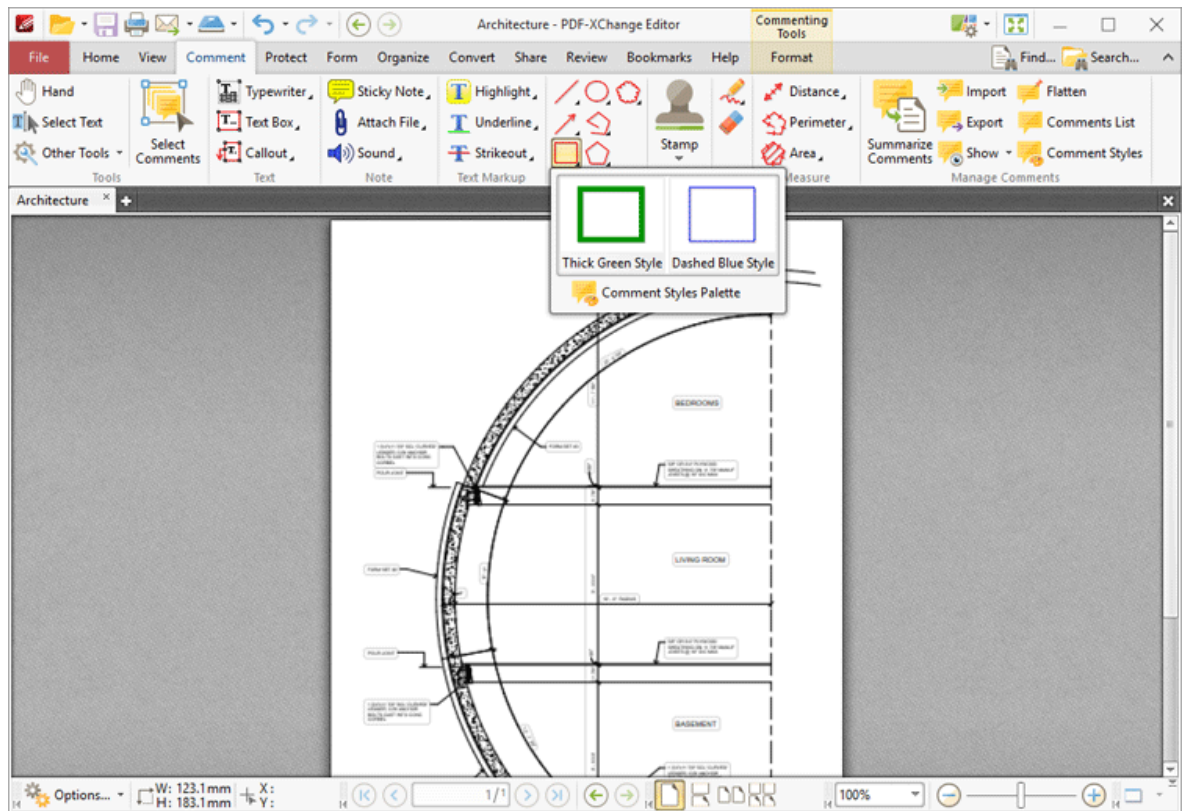 Architecture - PDF-XChange Editor
Commenting Tools
File Home View Comment Protect Form Organize Convert Share Review Bookmarks Help Format Find... Search...
Hand Typewriter Sticky Note Highlight Distance Import Flatten
Select Text Text Box Attach File Underline Perimeter Export Comments List
Other Tools Select Comments Callout Sound Strikeout Stamp Area Summarize Comments Show Comment Styles
Tools Text Note Text Markup Measure Manage Comments
Architecture
Thick Green Style Dashed Blue Style
Comment Styles Palette
BEDROOMS
LIVING ROOM
BASEMENT
Options... W: 123.1mm X: 1/1 100%
H: 183.1mm Y: